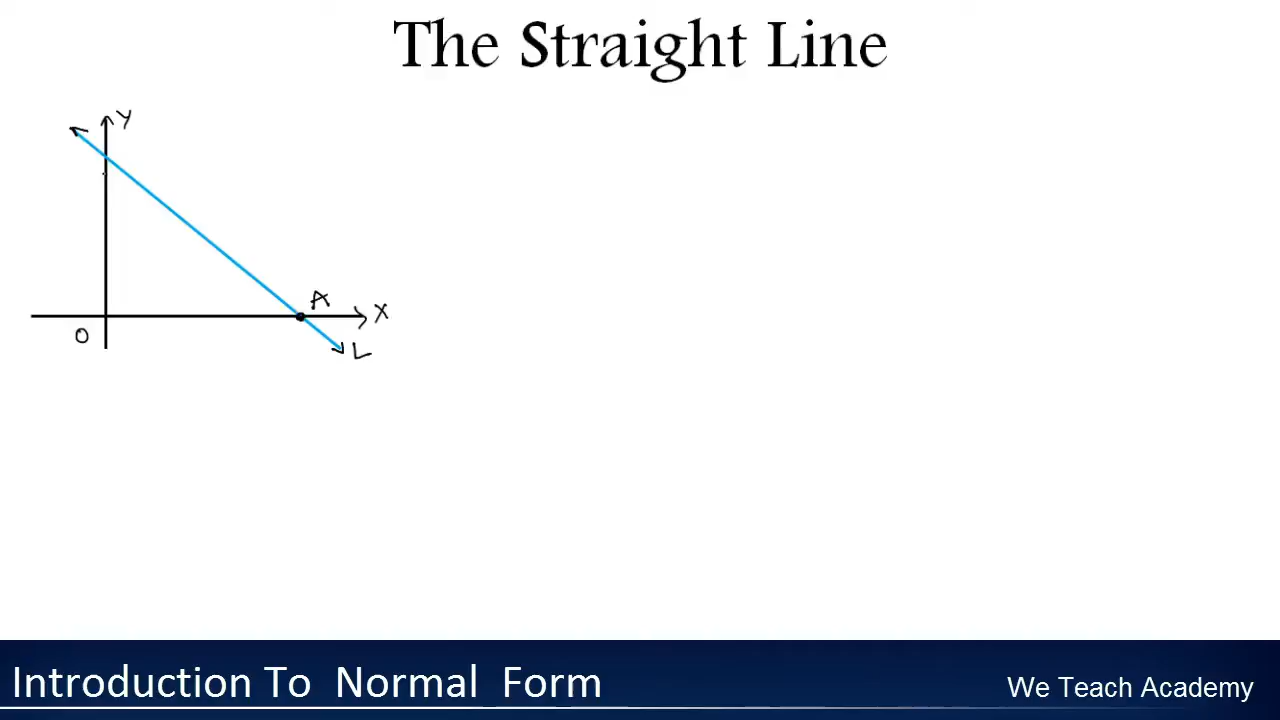 The Straight Line
Y
A
X
O
L
Introduction To Normal Form
We Teach Academy